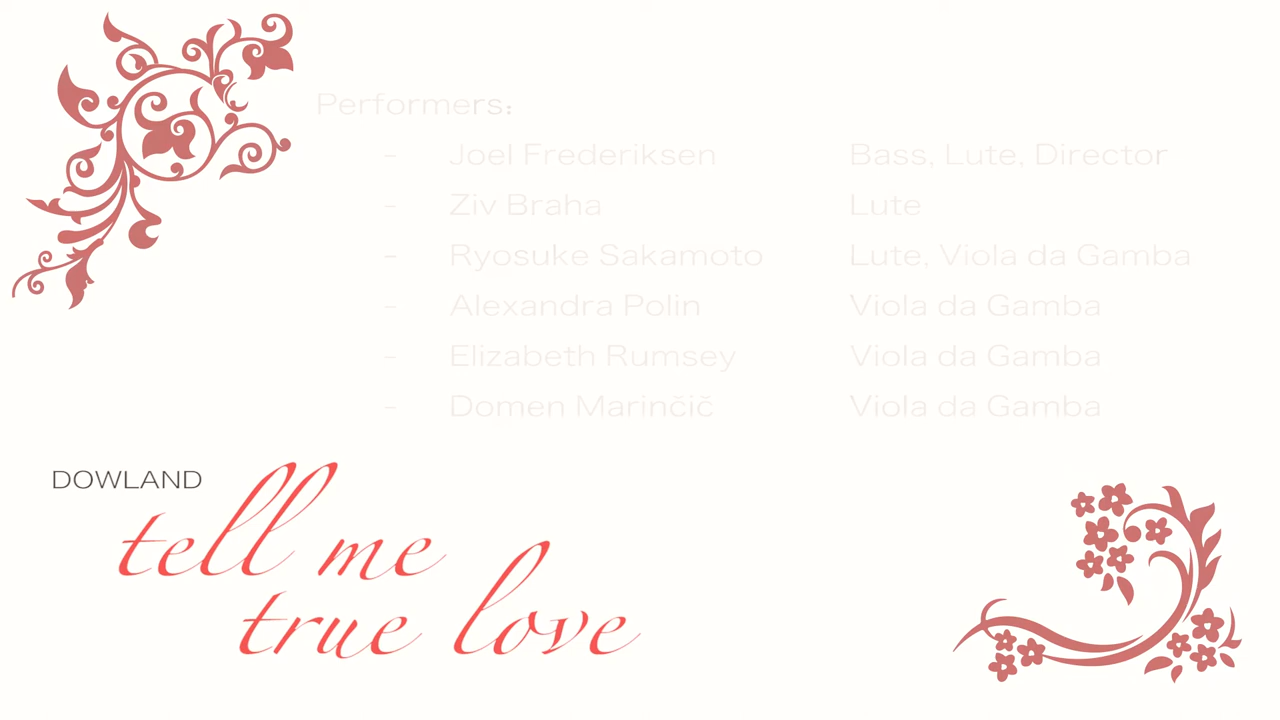 Performers:
- Joel Frederiksen Bass, Lute, Director
- Ziv Braha Lute
- Ryosuke Sakamoto Lute, Viola da Gamba
- Alexandra Polin Viola da Gamba
- Elizabeth Rumsey Viola da Gamba
- Domen Marinčič Viola da Gamba
DOWLAND
tell me
true love